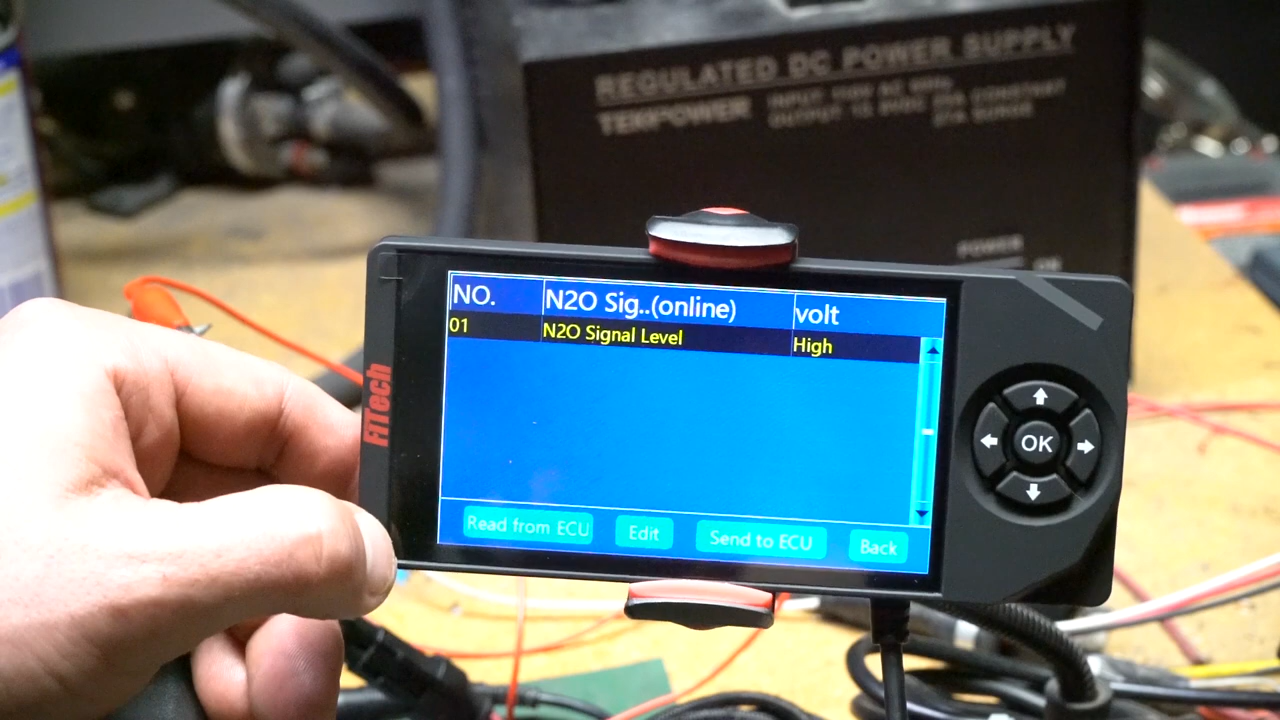 REGULATED DC POWER SUPPLY
TEKPOWER
POWER
FiTech
NO. N2O Sig..(online) volt
01 N2O Signal Level High
OK
Read from ECU Edit Send to ECU Back